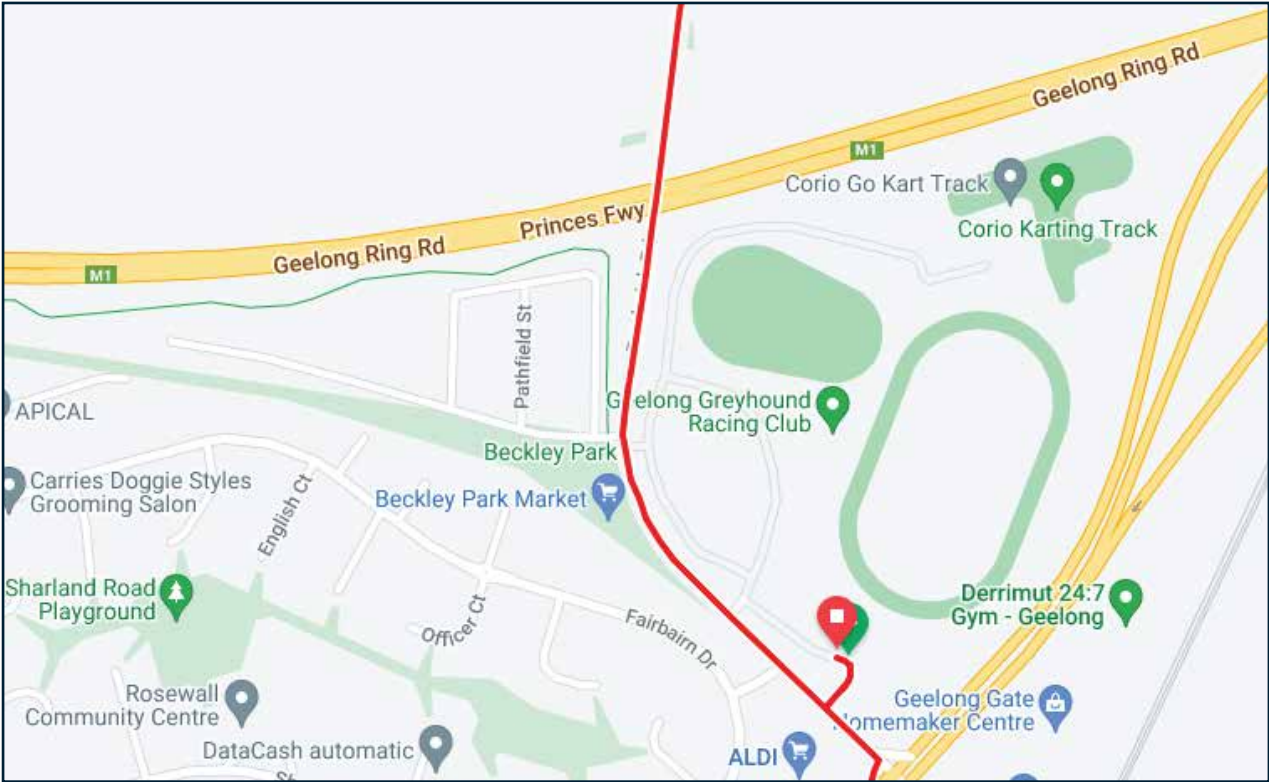 Geelong Ring Rd
M1
Corio Go Kart Track
Corio Karting Track
Princes Fwy
Geelong Ring Rd
M1
Pathfield St
APICAL
elong Greyhound
Racing Club
Beckley Park
Carries Doggie Styles
Grooming Salon
Beckley Park Market
English Ct
Sharland Road
Playground
Officer Ct
Fairbairn Dr
Derrimut 24:7
Gym - Geelong
Rosewall
Community Centre
Geelong Gate
Homemaker Centre
DataCash automatic
ALDI